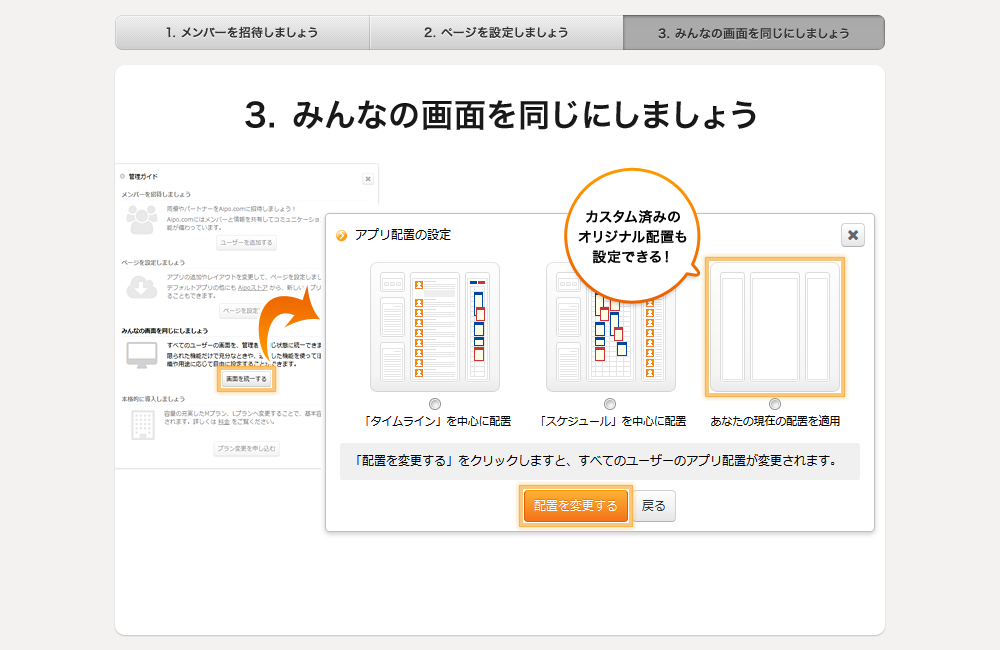 1. メンバーを招待しましょう
2. ページを設定しましょう
3. みんなの画面を同じにしましょう
3. みんなの画面を同じにしましょう
管理ガイド
メンバーを招待しましょう
同僚やパートナーをAipo.comに招待しましょう！
Aipo.comにはメンバーと情報を共有してコミュニケーショ
能が備わっています。
ユーザーを追加する
ページを設定しましょう
アプリの追加やレイアウトを変更して、ページを設定しまし
デフォルトアプリの他にも Aipoストア から、新しい プリ
ることもできます。
ページを設定
みんなの画面を同じにしましょう
すべてのユーザーの画面を、管理者 じ状態に統一できま
限られた機能だけで充分なときや、 した機能を使ってほ
織や用途に応じて自由に設定すること できます。
画面を統一する
本格的に導入しましょう
容量の充実したMプラン、Lプランへ変更することで、基本容
されます。詳しくは 料金 をご覧ください。
プラン変更を申し込む
カスタム済みの
オリジナル配置も
設定できる！
アプリ配置の設定
「タイムライン」を中心に配置
「スケジュール」を中心に配置
あなたの現在の配置を適用
「配置を変更する」をクリックしますと、すべてのユーザーのアプリ配置が変更されます。
配置を変更する
戻る